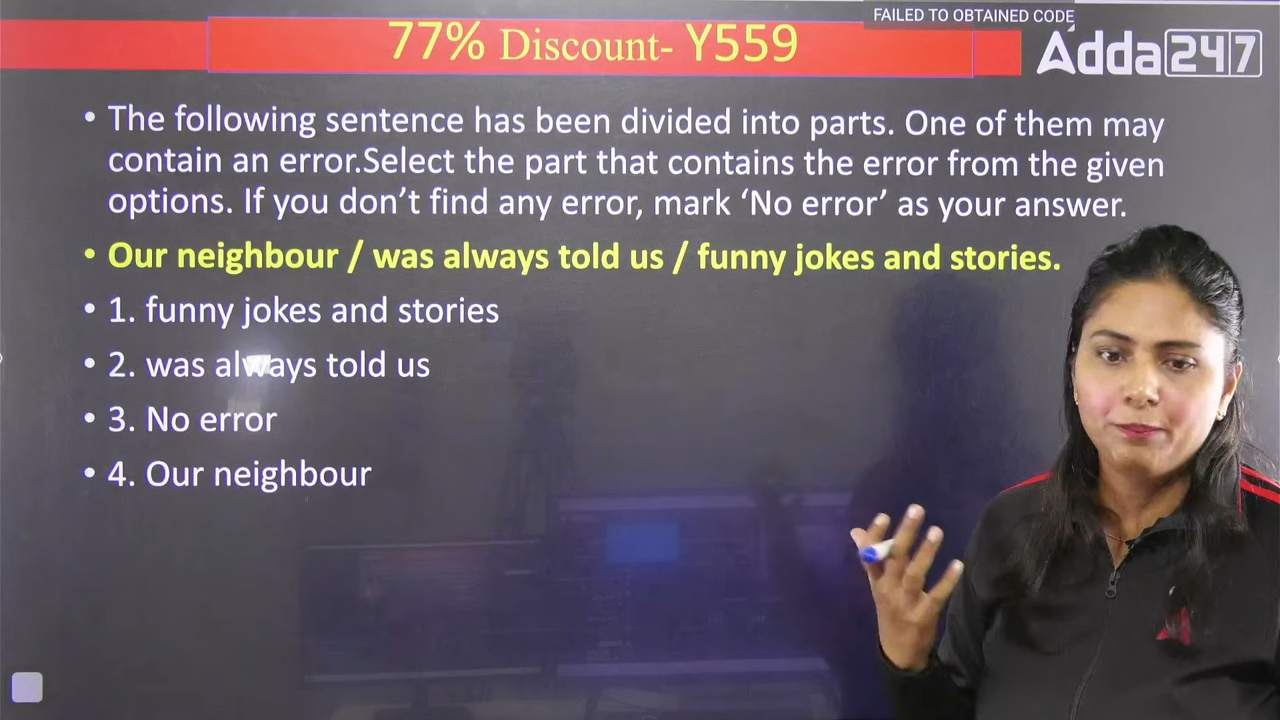 FAILED TO OBTAINED CODE
77% Discount- Y559
Adda247
• The following sentence has been divided into parts. One of them may
contain an error.Select the part that contains the error from the given
options. If you don’t find any error, mark ‘No error’ as your answer.
• Our neighbour / was always told us / funny jokes and stories.
• 1. funny jokes and stories
• 2. was always told us
• 3. No error
• 4. Our neighbour